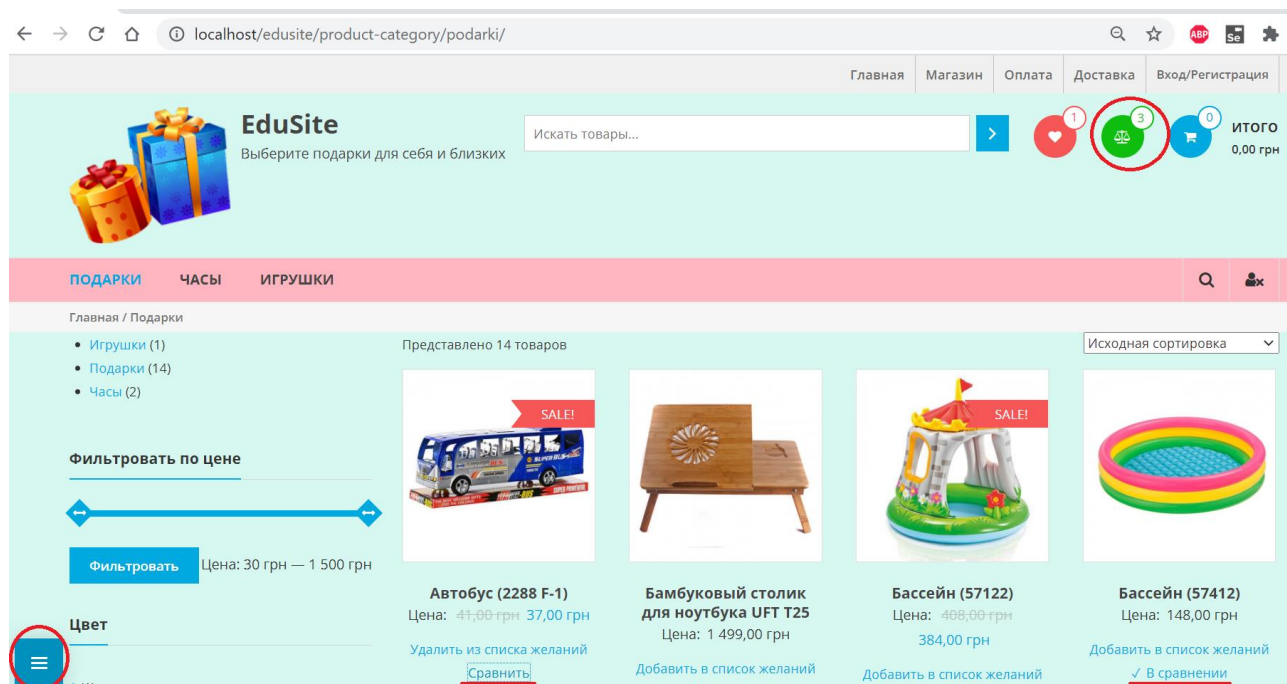 localhost/edusite/product-category/podarki/
ABP
Se
Главная Магазин Оплата Доставка Вход/Регистрация
EduSite
Выберите подарки для себя и близких
Искать товары...
1
3
0
ИТОГО
0,00 грн
ПОДАРКИ ЧАСЫ ИГРУШКИ
Главная / Подарки
Игрушки (1)
Подарки (14)
Часы (2)
Представлено 14 товаров
Исходная сортировка
Фильтровать по цене
Фильтровать Цена: 30 грн — 1 500 грн
Цвет
SALE!
Автобус (2288 F-1)
Цена: 41,00 грн 37,00 грн
Удалить из списка желаний
Сравнить
Бамбуковый столик
для ноутбука UFT T25
Цена: 1 499,00 грн
Добавить в список желаний
SALE!
Бассейн (57122)
Цена: 408,00 грн
384,00 грн
Добавить в список желаний
Бассейн (57412)
Цена: 148,00 грн
Добавить в список желаний
✓ В сравнении